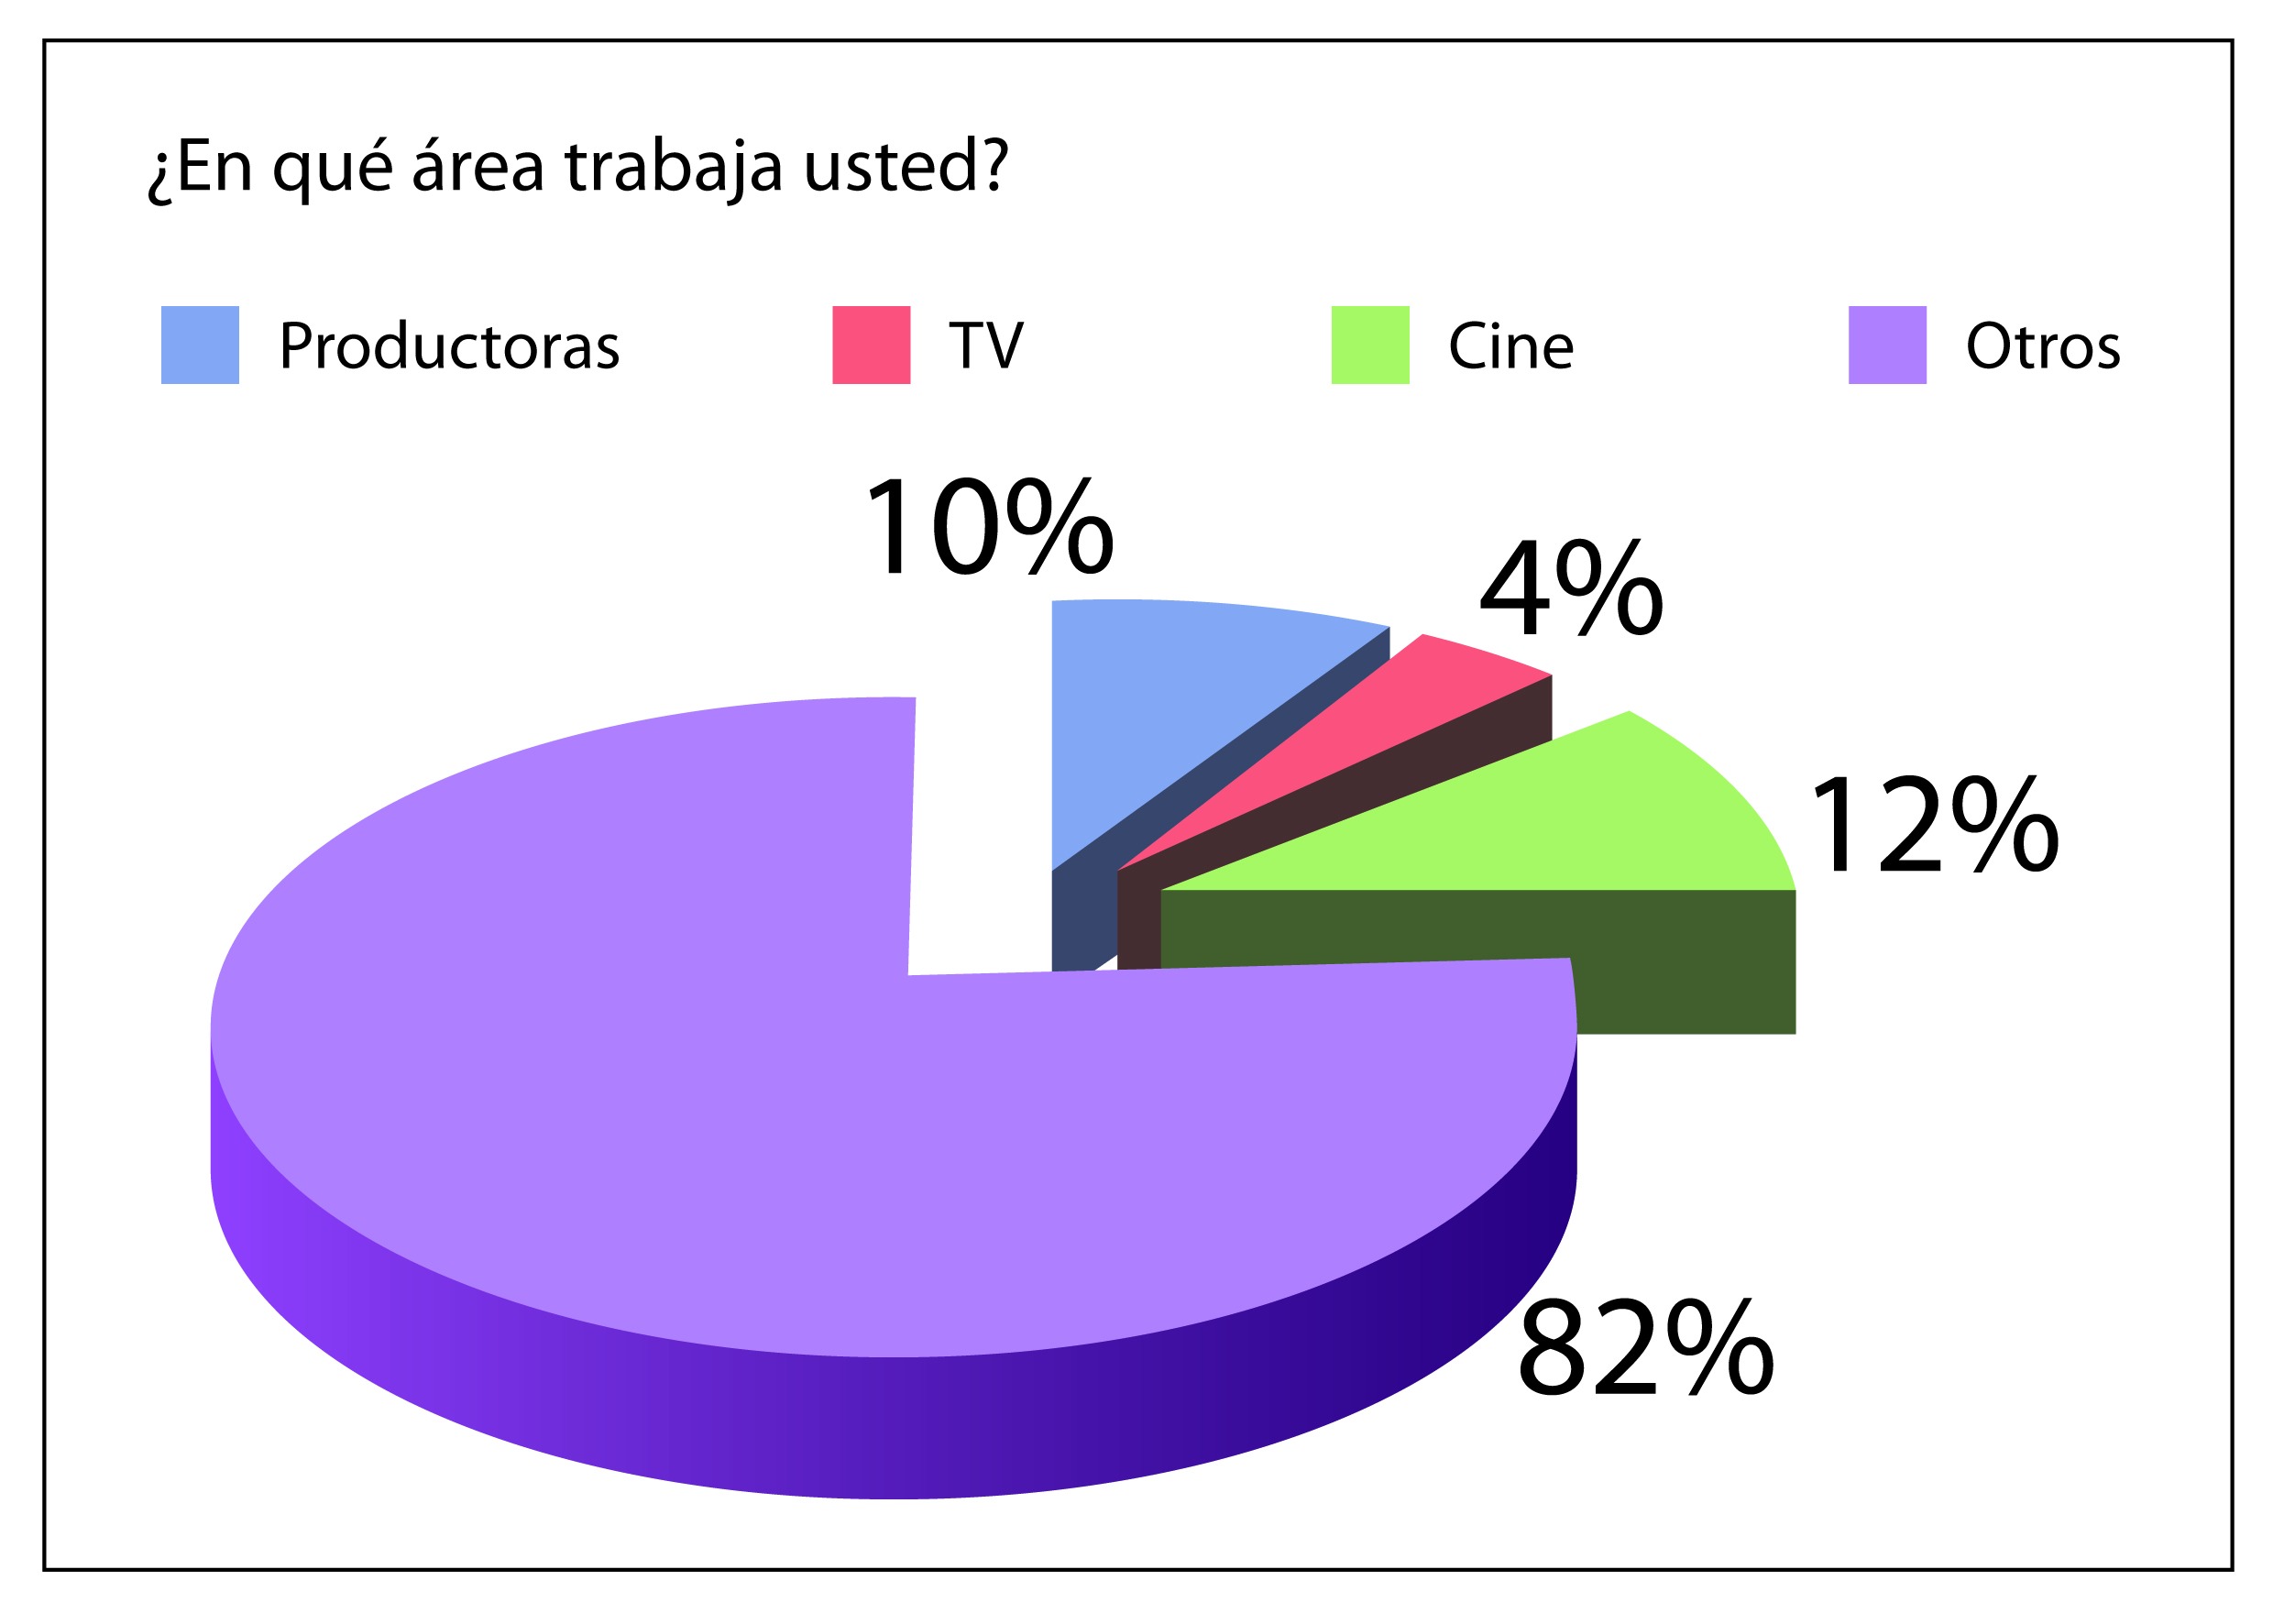 ¿En qué área trabaja usted?
Productoras TV Cine Otros
10%
4%
12%
82%